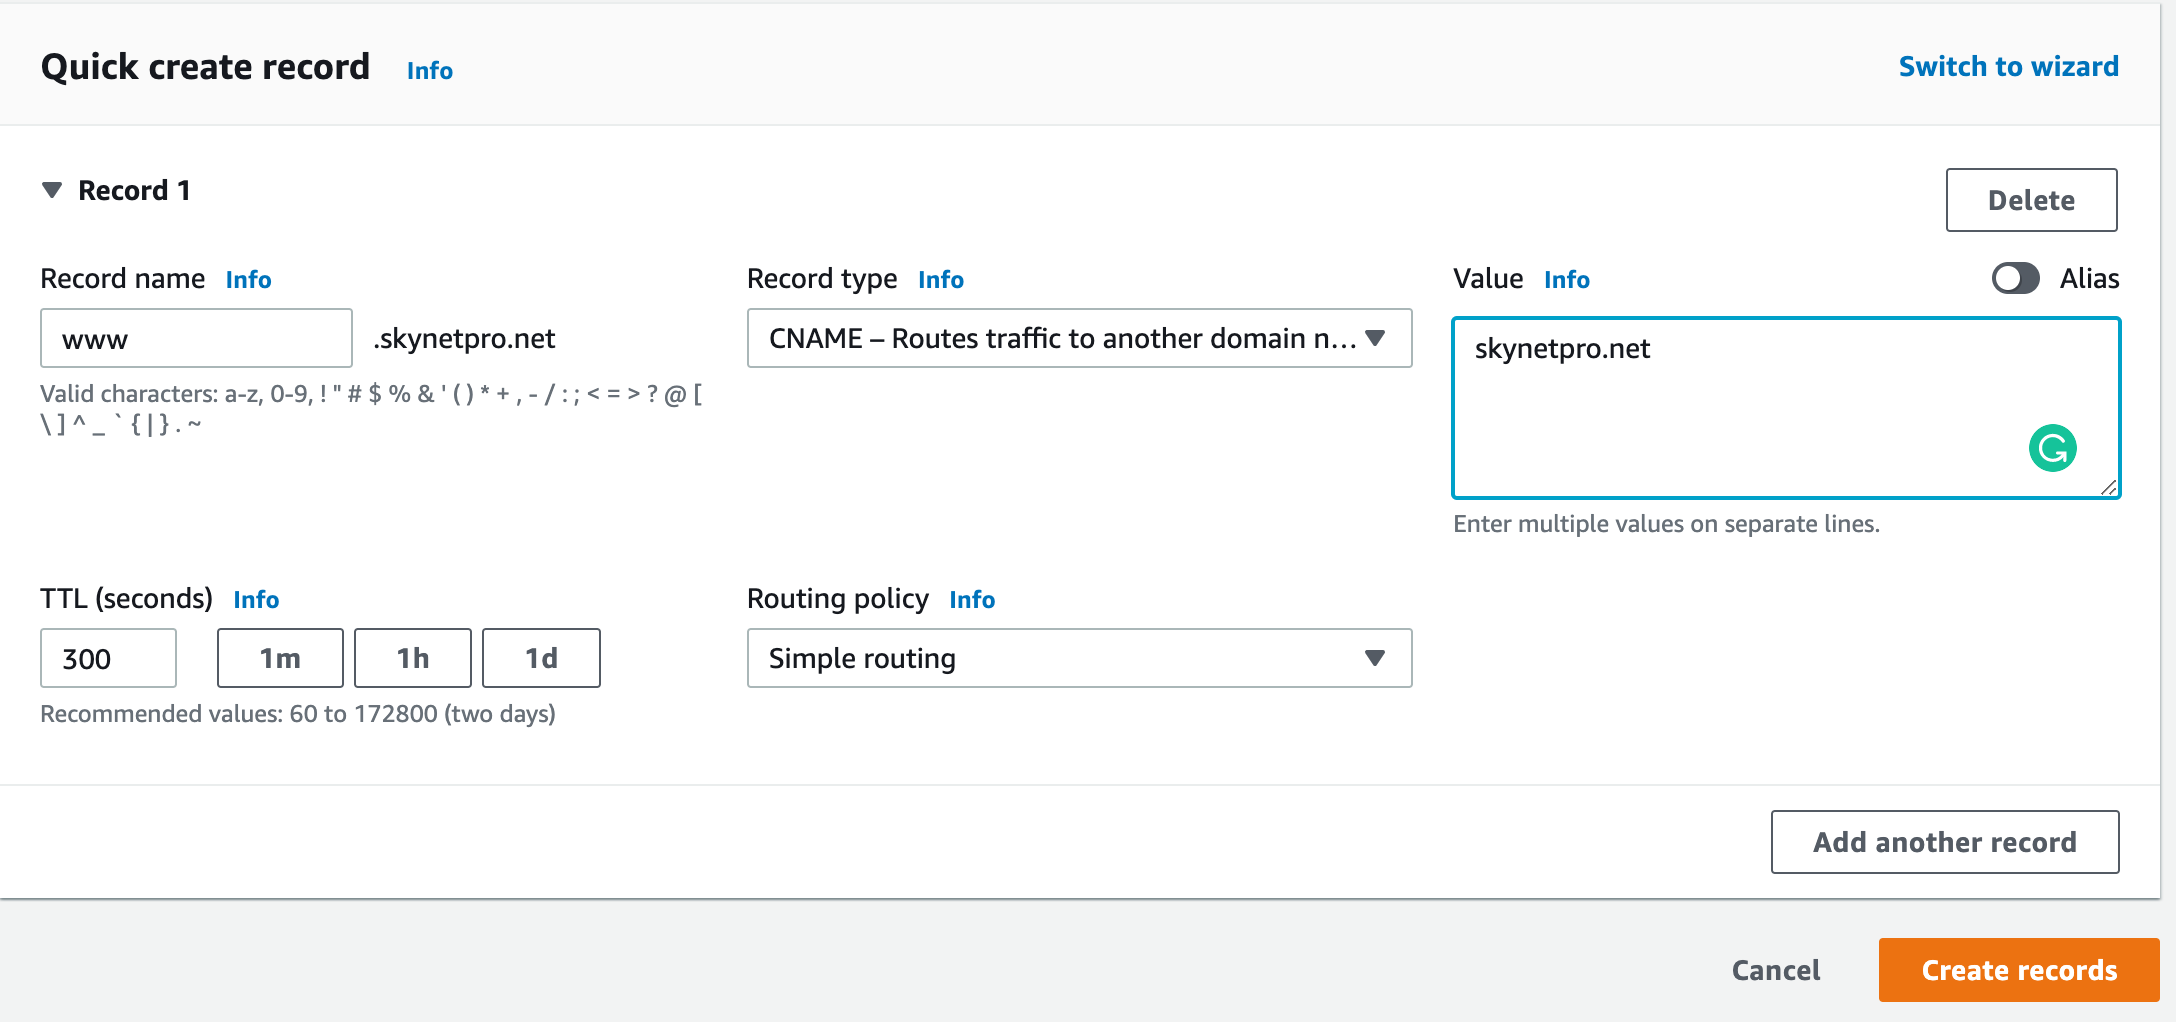 Quick create record Info Switch to wizard
Record 1 Delete
Record name Info
www .skynetpro.net
Valid characters: a-z, 0-9, ! " # $ % & ' ( ) * + , - / : ; < = > ? @ [
\ ] ^ _ ` { | } . ~
Record type Info
CNAME – Routes traffic to another domain n...
Value Info Alias
skynetpro.net
Enter multiple values on separate lines.
TTL (seconds) Info
300 1m 1h 1d
Recommended values: 60 to 172800 (two days)
Routing policy Info
Simple routing
Add another record
Cancel Create records